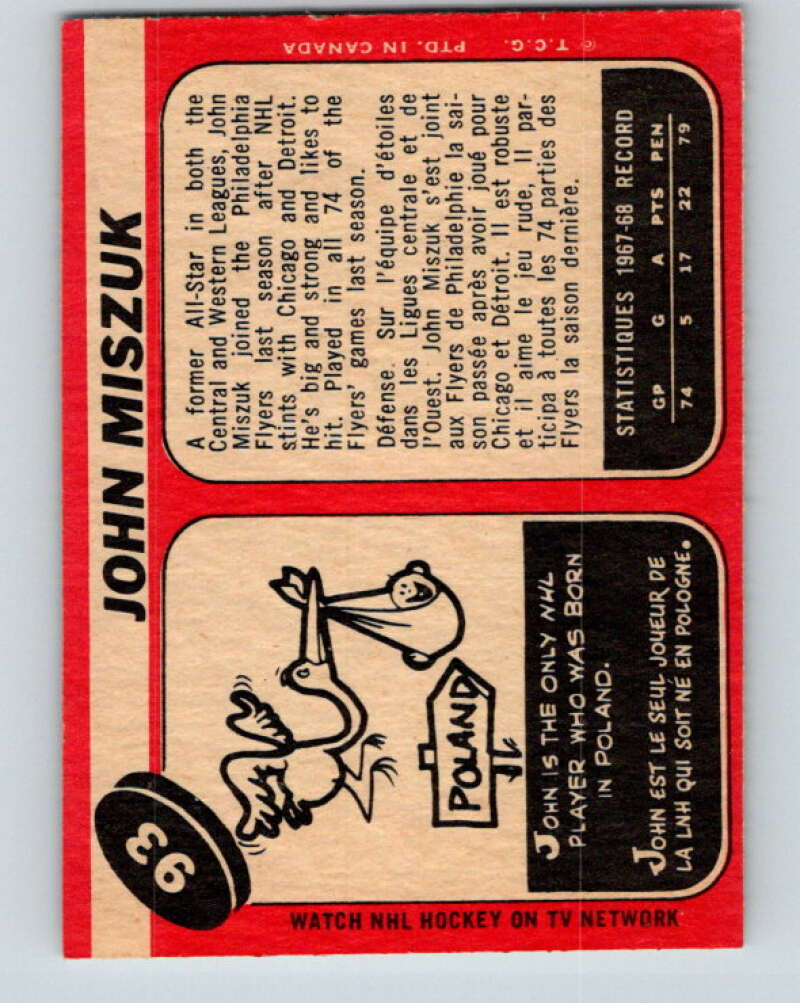 JOHN MISZUK
93
POLAND
JOHN IS THE ONLY NHL
PLAYER WHO WAS BORN
IN POLAND.
JOHN EST LE SEUL JOUEUR DE
LA LNH QUI SOIT NÉ EN POLOGNE.
A former All-Star in both the
Central and Western Leagues, John
Miszuk joined the Philadelphia
Flyers last season after NHL
stints with Chicago and Detroit.
He's big and strong and likes to
hit. Played in all 74 of the
Flyers' games last season.
Défense. Sur l'équipe d'étoiles
dans les Ligues centrale et de
l'Ouest. John Miszuk s'est joint
aux Flyers de Philadelphie la sai-
son passée après avoir joué pour
Chicago et Détroit. Il est robuste
et il aime le jeu rude, Il par-
ticipa à toutes les 74 parties des
Flyers la saison dernière.
STATISTIQUES 1967-68 RECORD
GP G A PTS PEN
74 5 17 22 79
WATCH NHL HOCKEY ON TV NETWORK
© T.C.G. PTD. IN CANADA